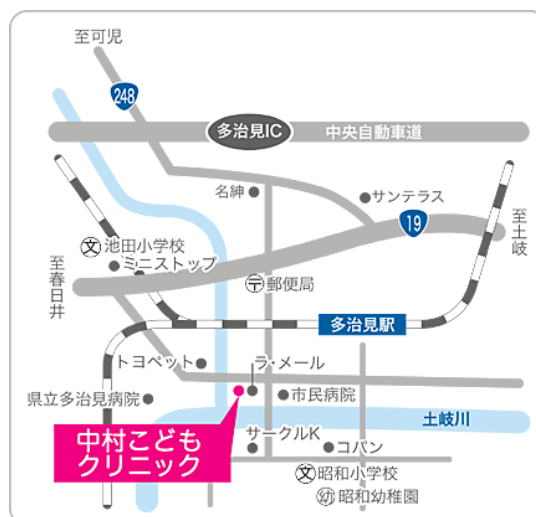 至可児
248
多治見IC
中央自動車道
名紳
サンテラス
19
至土岐
文 池田小学校
ミニストップ
至春日井
〒郵便局
多治見駅
トヨペット
ラ・メール
県立多治見病院
市民病院
土岐川
中村こども
クリニック
サークルK
コパン
文昭和小学校
幼昭和幼稚園